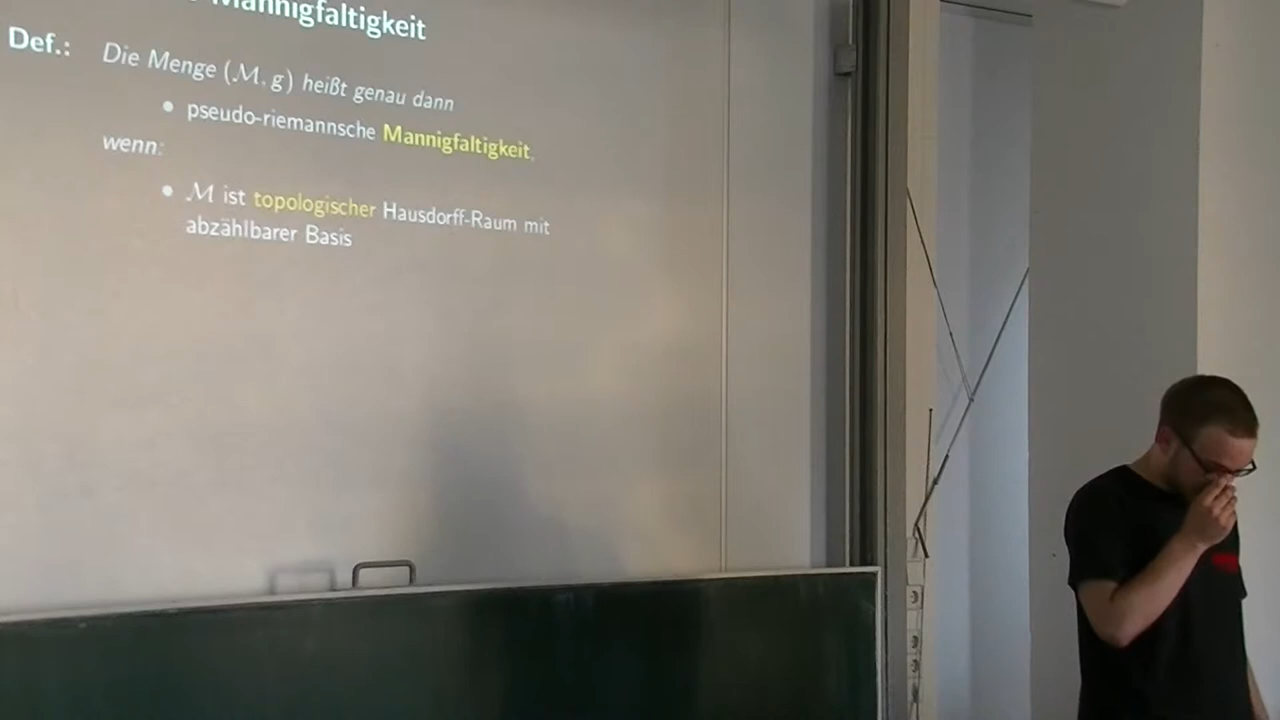 Mannigfaltigkeit
Def.: Die Menge (M, g) heißt genau dann
• pseudo-riemannsche Mannigfaltigkeit,
wenn:
• M ist topologischer Hausdorff-Raum mit
abzählbarer Basis